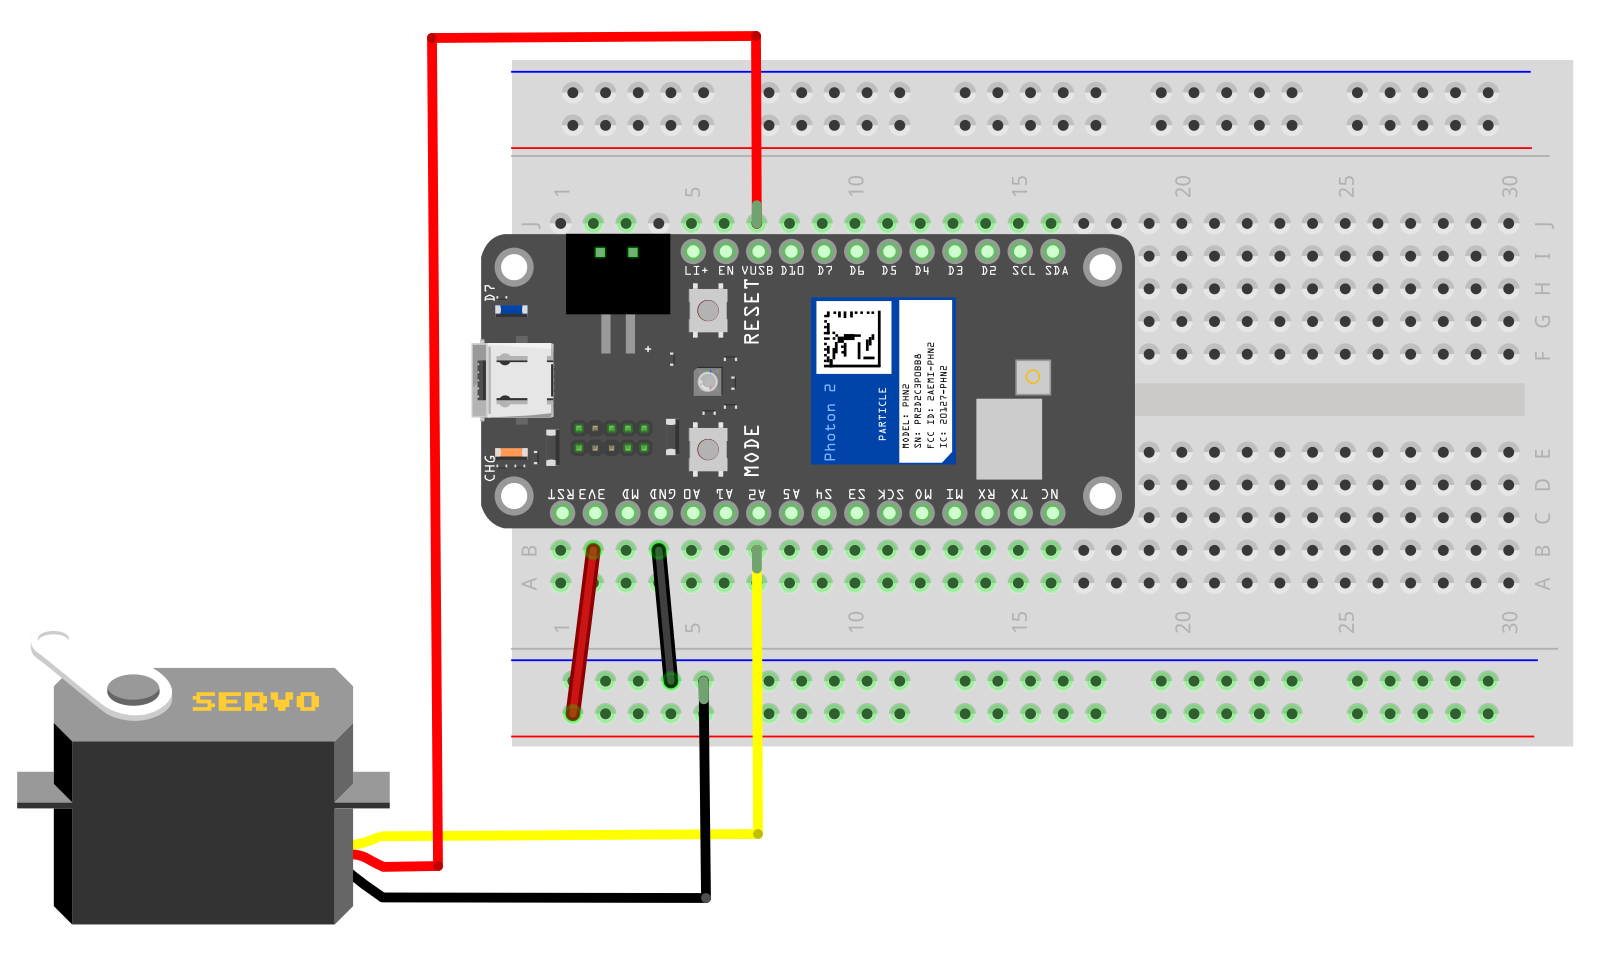 1 5 10 15 20 25 30
J J
LI+ EN VUSB D10 D7 D6 D5 D4 D3 D2 SCL SDA
I
D7
RESET
H
G
F
+
Photon 2
PARTICLE
MODEL: PHN2
SN: PR2D2C3P0BB8
FCC ID: 2AEMI-PHN2
IC: 20127-PHN2
MODE
CHG
E
D
RST 3V3 MD GND A0 A1 A2 A5 S4 S3 SCK MO MI RX TX NC
C
B B
A A
1 5 10 15 20 25 30
SERVO